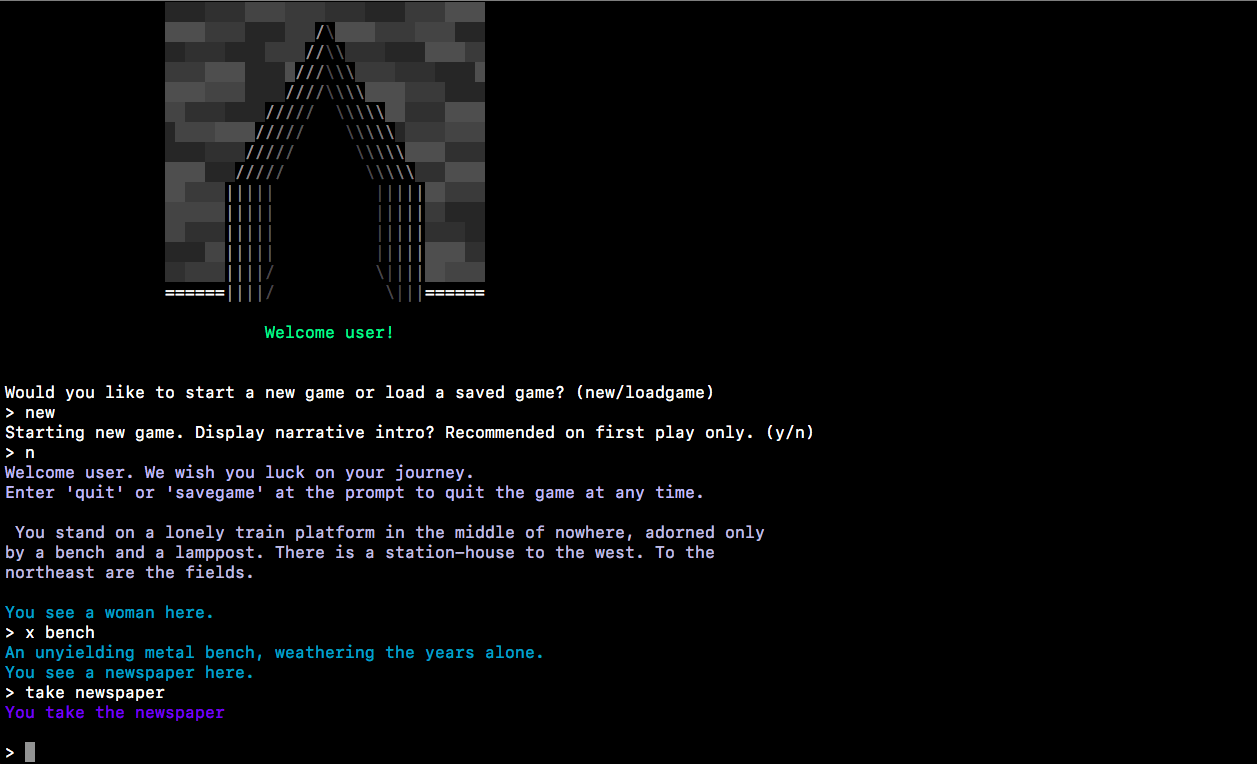 Welcome user!
Would you like to start a new game or load a saved game? (new/loadgame)
> new
Starting new game. Display narrative intro? Recommended on first play only. (y/n)
> n
Welcome user. We wish you luck on your journey.
Enter 'quit' or 'savegame' at the prompt to quit the game at any time.
You stand on a lonely train platform in the middle of nowhere, adorned only
by a bench and a lamppost. There is a station-house to the west. To the
northeast are the fields.
You see a woman here.
> x bench
An unyielding metal bench, weathering the years alone.
You see a newspaper here.
> take newspaper
You take the newspaper
>